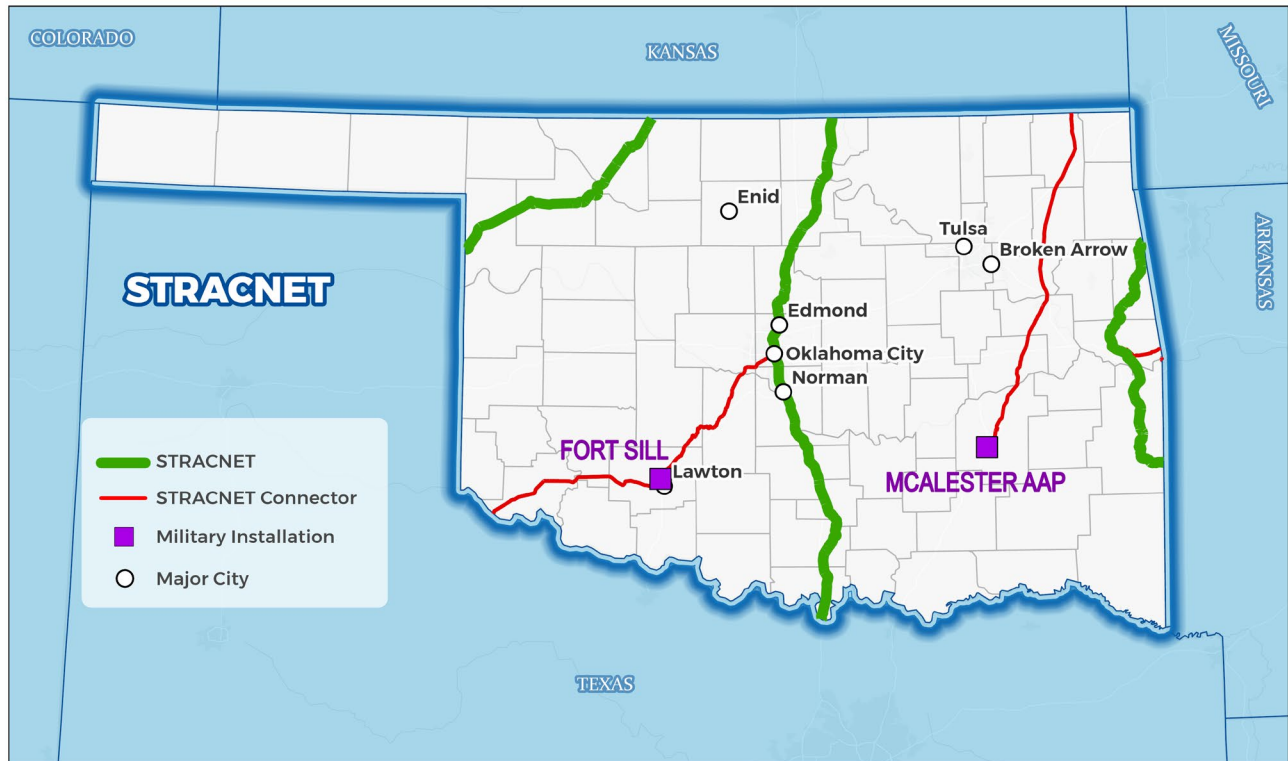 COLORADO
KANSAS
MISSOURI
ARKANSAS
Enid
Tulsa
Broken Arrow
STRACNET
Edmond
Oklahoma City
Norman
FORT SILL
Lawton
MCALESTER AAP
STRACNET
STRACNET Connector
Military Installation
Major City
TEXAS